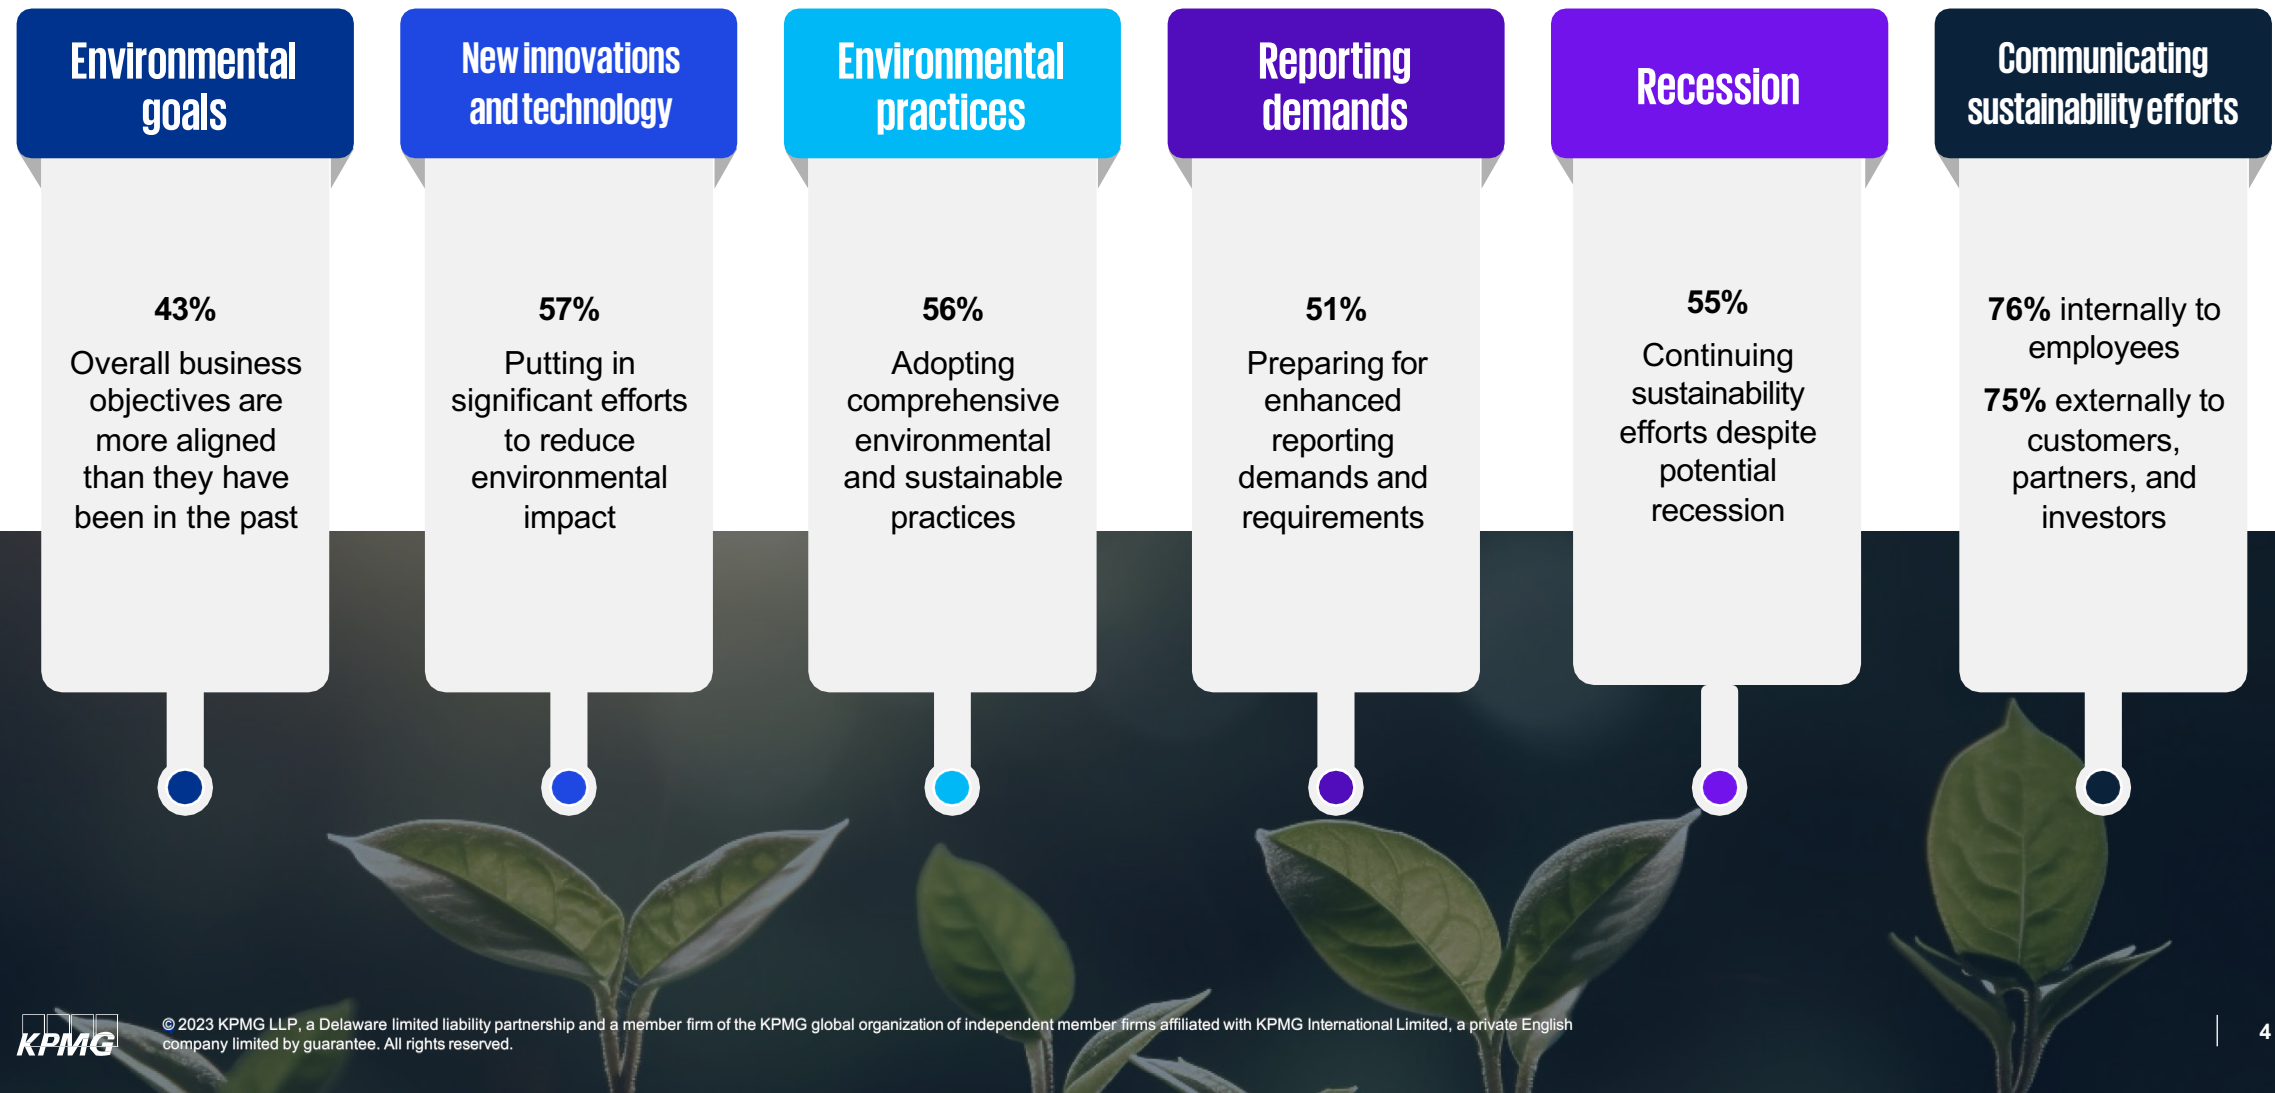 Environmental
goals
43%
Overall business
objectives are
more aligned
than they have
been in the past
New innovations
and technology
57%
Putting in
significant efforts
to reduce
environmental
impact
Environmental
practices
56%
Adopting
comprehensive
environmental
and sustainable
practices
Reporting
demands
51%
Preparing for
enhanced
reporting
demands and
requirements
Recession
55%
Continuing
sustainability
efforts despite
potential
recession
Communicating
sustainability efforts
76% internally to
employees
75% externally to
customers,
partners, and
investors
KPMG
© 2023 KPMG LLP, a Delaware limited liability partnership and a member firm of the KPMG global organization of independent member firms affiliated with KPMG International Limited, a private English
company limited by guarantee. All rights reserved.
4